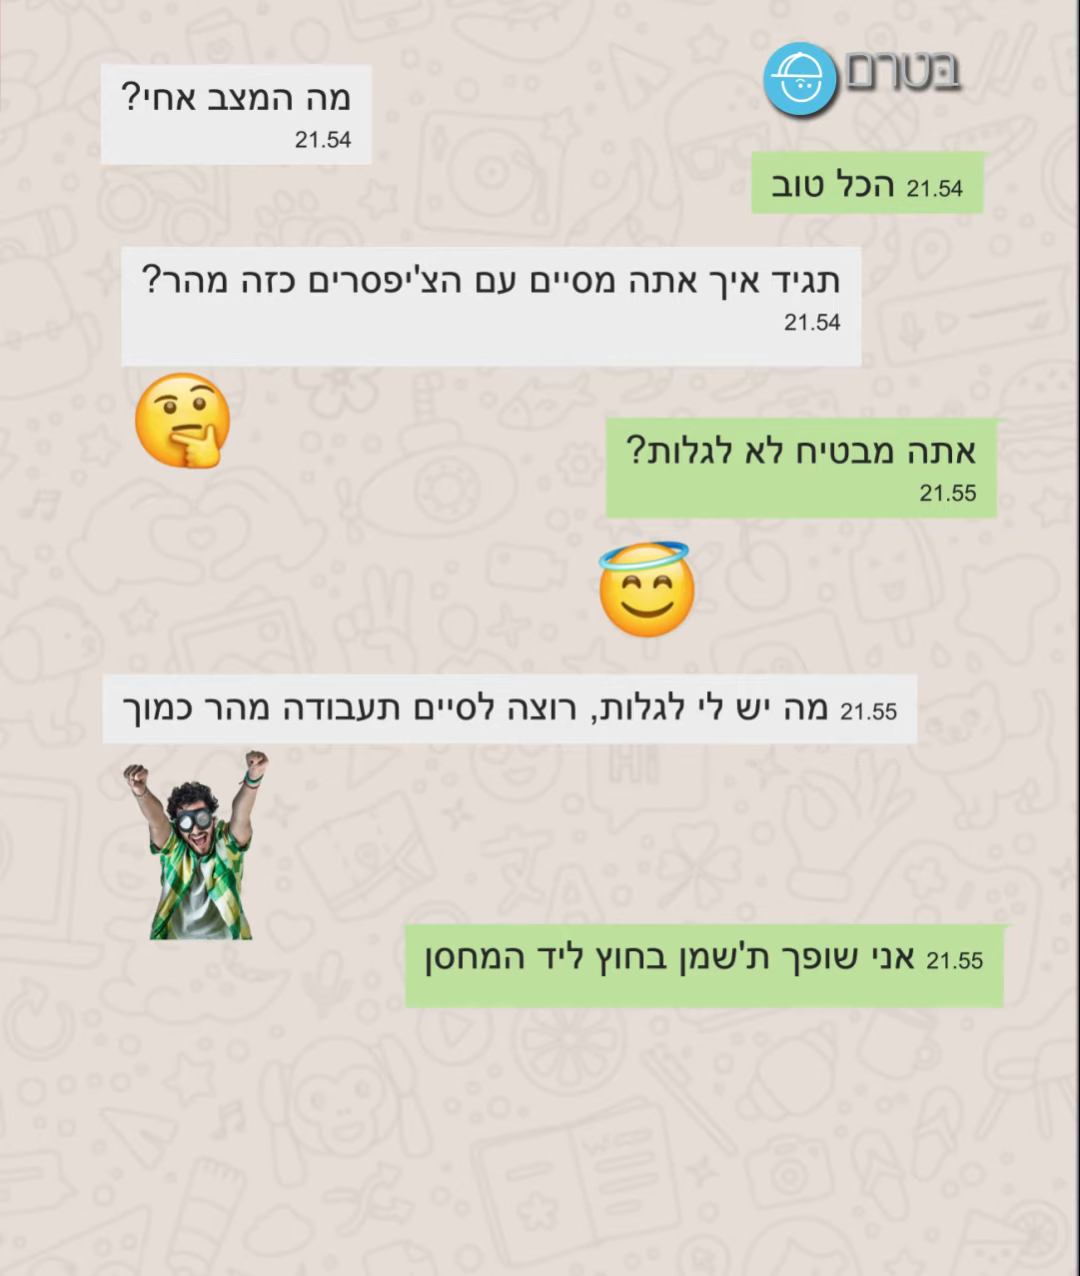 בטרם
מה המצב אחי?
21.54
הכל טוב 21.54
תגיד איך אתה מסיים עם הצ'יפסרים כזה מהר?
21.54
אתה מבטיח לא לגלות?
21.55
מה יש לי לגלות, רוצה לסיים תעבודה מהר כמוך 21.55
אני שופך ת'שמן בחוץ ליד המחסן 21.55